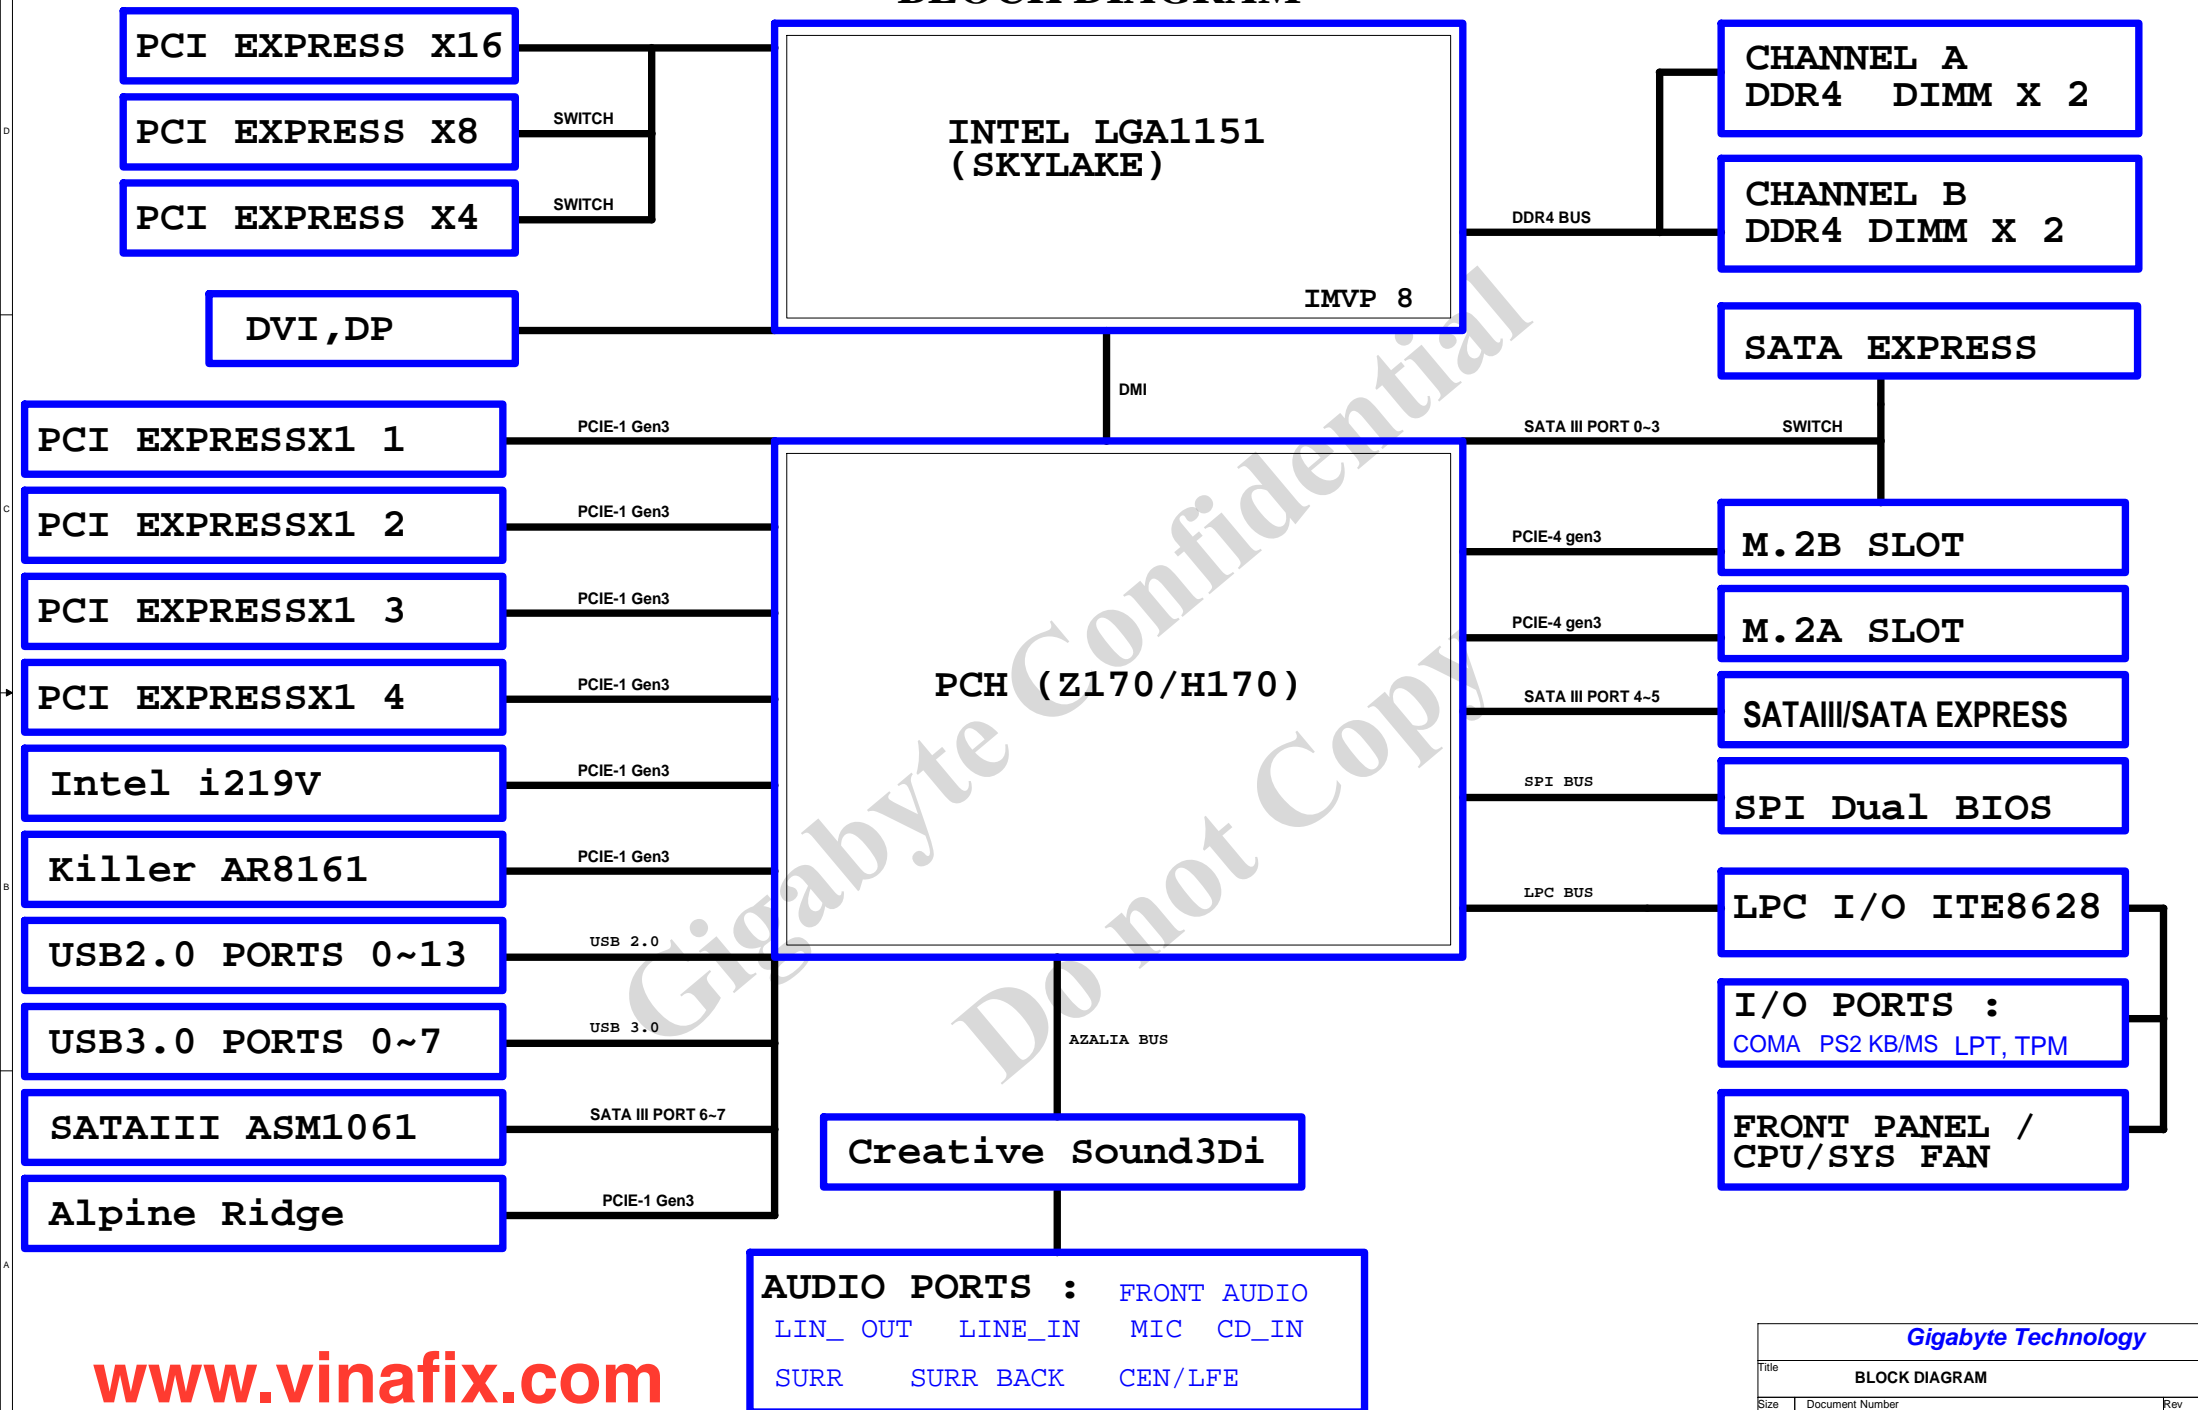 BLOCK DIAGRAM
PCI EXPRESS X16
PCI EXPRESS X8
SWITCH
PCI EXPRESS X4
SWITCH
DVI,DP
INTEL LGA1151
(SKYLAKE)
IMVP 8
DDR4 BUS
CHANNEL A
DDR4 DIMM X 2
CHANNEL B
DDR4 DIMM X 2
SATA EXPRESS
DMI
PCI EXPRESSX1 1
PCIE-1 Gen3
PCI EXPRESSX1 2
PCIE-1 Gen3
PCI EXPRESSX1 3
PCIE-1 Gen3
PCI EXPRESSX1 4
PCIE-1 Gen3
Intel i219V
PCIE-1 Gen3
Killer AR8161
PCIE-1 Gen3
USB2.0 PORTS 0~13
USB 2.0
USB3.0 PORTS 0~7
USB 3.0
SATAIII ASM1061
SATA III PORT 6~7
Alpine Ridge
PCIE-1 Gen3
PCH (Z170/H170)
Gigabyte Confidential
Do not Copy
SATA III PORT 0~3
SWITCH
PCIE-4 gen3
M.2B SLOT
PCIE-4 gen3
M.2A SLOT
SATA III PORT 4~5
SATAIII/SATA EXPRESS
SPI BUS
SPI Dual BIOS
LPC BUS
LPC I/O ITE8628
I/O PORTS :
COMA PS2 KB/MS LPT, TPM
FRONT PANEL /
CPU/SYS FAN
AZALIA BUS
Creative Sound3Di
AUDIO PORTS : FRONT AUDIO
LIN_ OUT LINE_IN MIC CD_IN
SURR SURR BACK CEN/LFE
www.vinafix.com
Gigabyte Technology
Title
BLOCK DIAGRAM
Size Document Number Rev
D
C
B
A